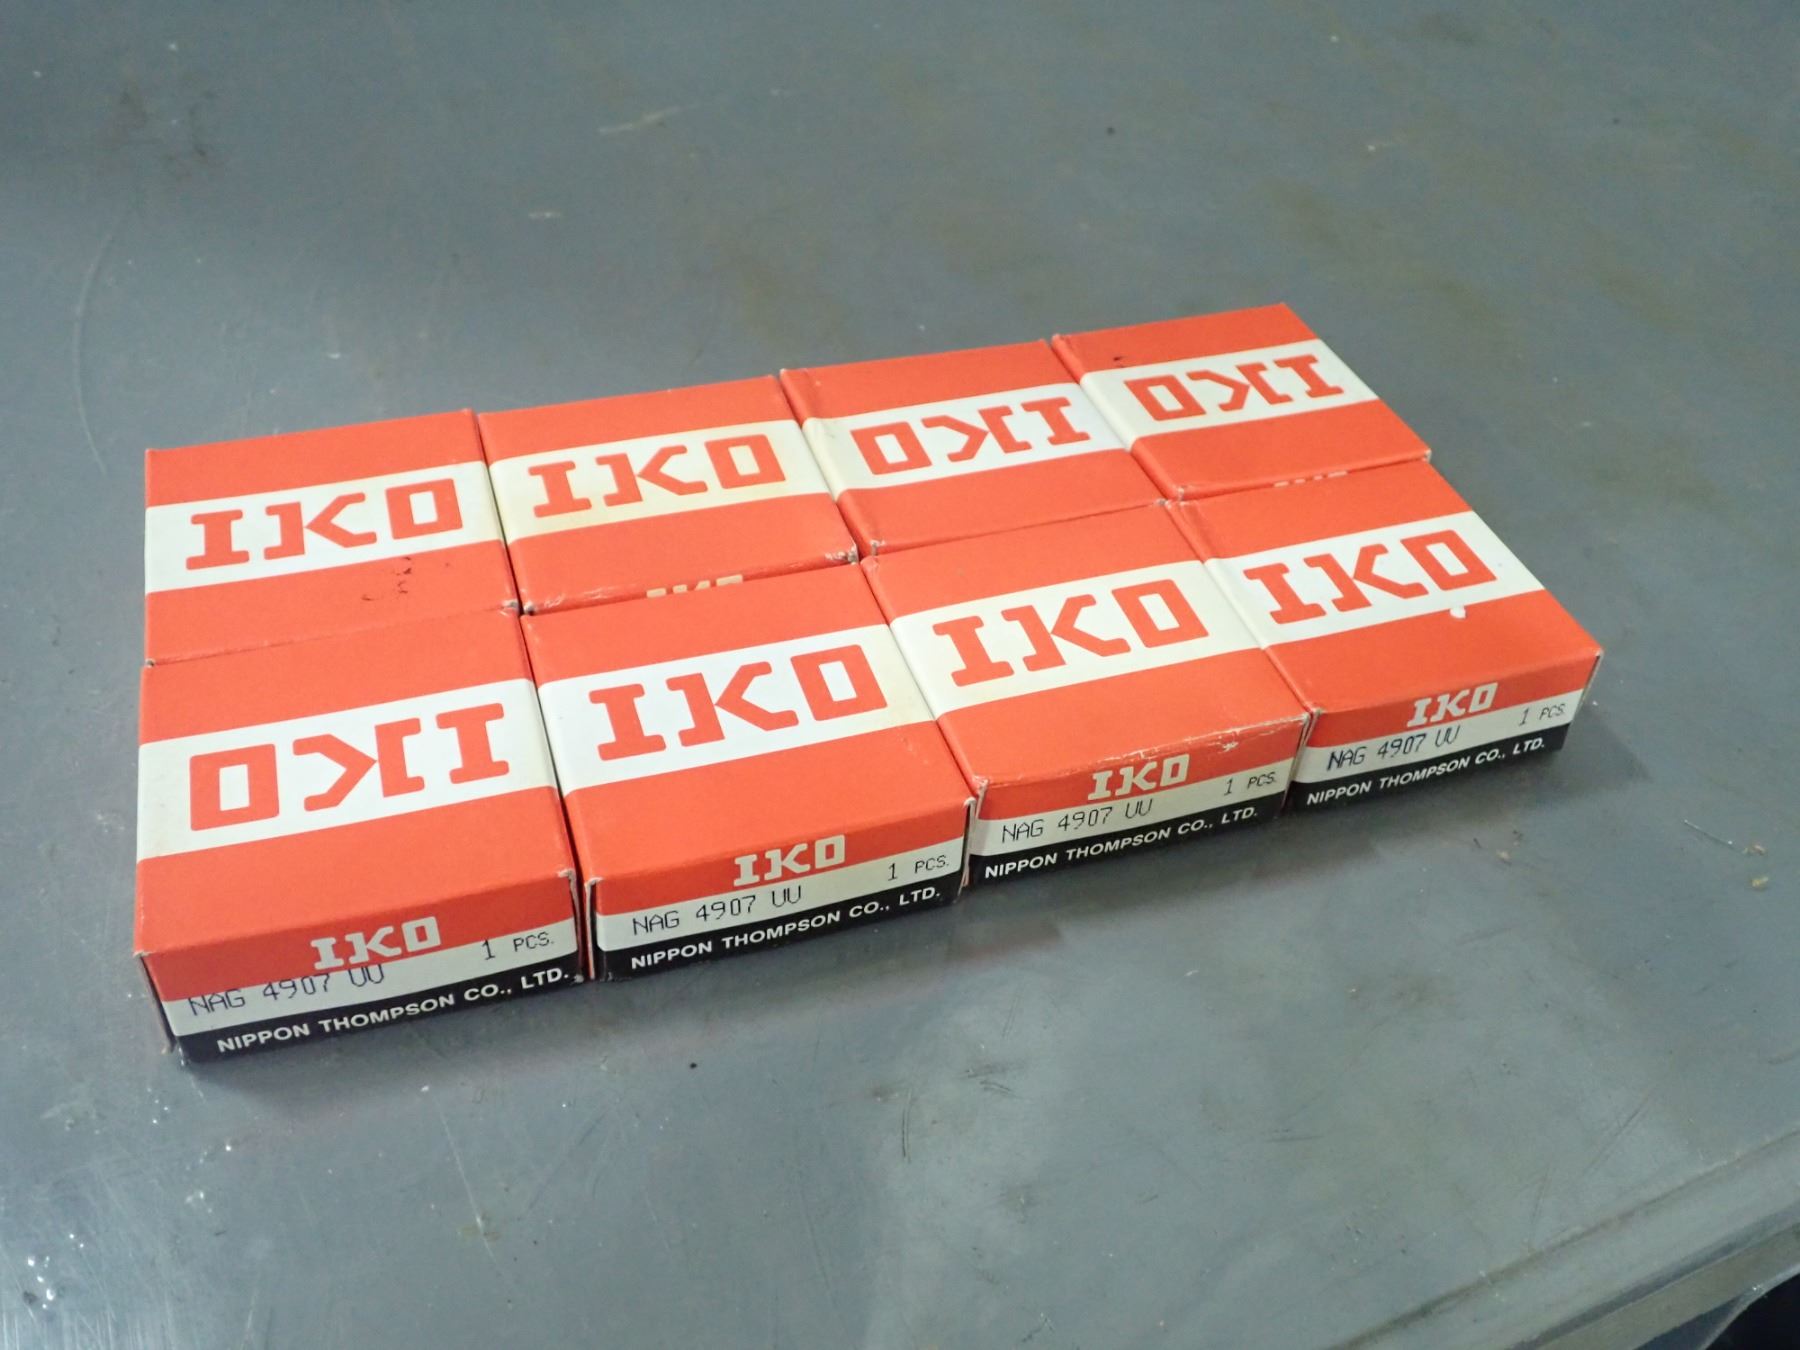 IKO
IKO
IKO
IKO
IKO
IKO
IKO
IKO
IKO
NAG 4907 UU 1 PCS.
NIPPON THOMPSON CO., LTD.
IKO
NAG 4907 UU 1 PCS.
NIPPON THOMPSON CO., LTD.
IKO
NAG 4907 UU 1 PCS.
NIPPON THOMPSON CO., LTD.
IKO
NAG 4907 UU 1 PCS.
NIPPON THOMPSON CO., LTD.